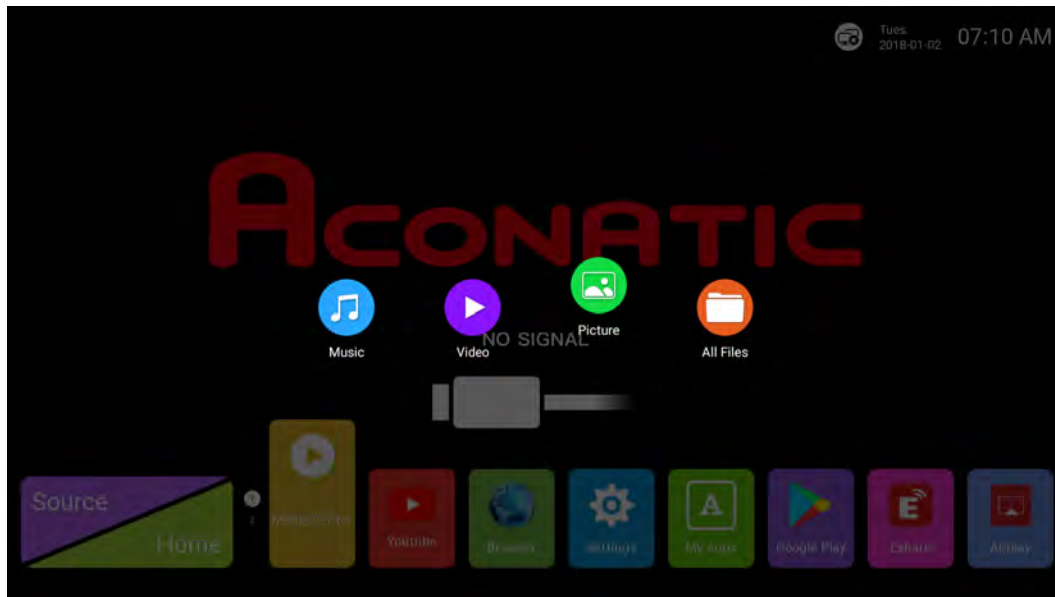 Tues.
2018-01-02
07:10 AM
ACONATIC
NO SIGNAL
Music
Video
Picture
All Files
Source
Home
Youtube
Browser
Settings
A
My Apps
Google Play
E
Eshare
Airplay